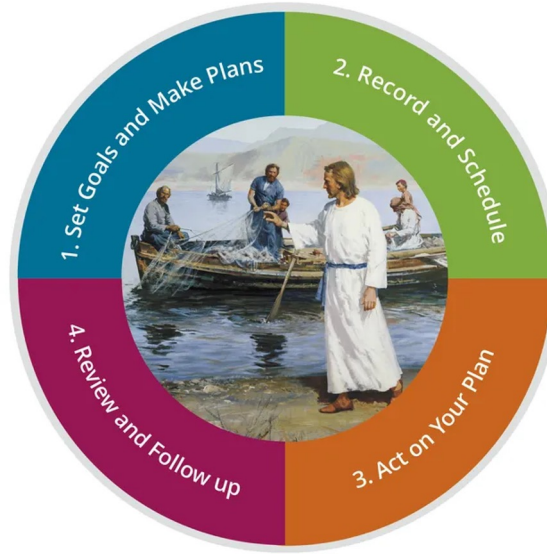 1. Set Goals and Make Plans
2. Record and Schedule
3. Act on Your Plan
4. Review and Follow up